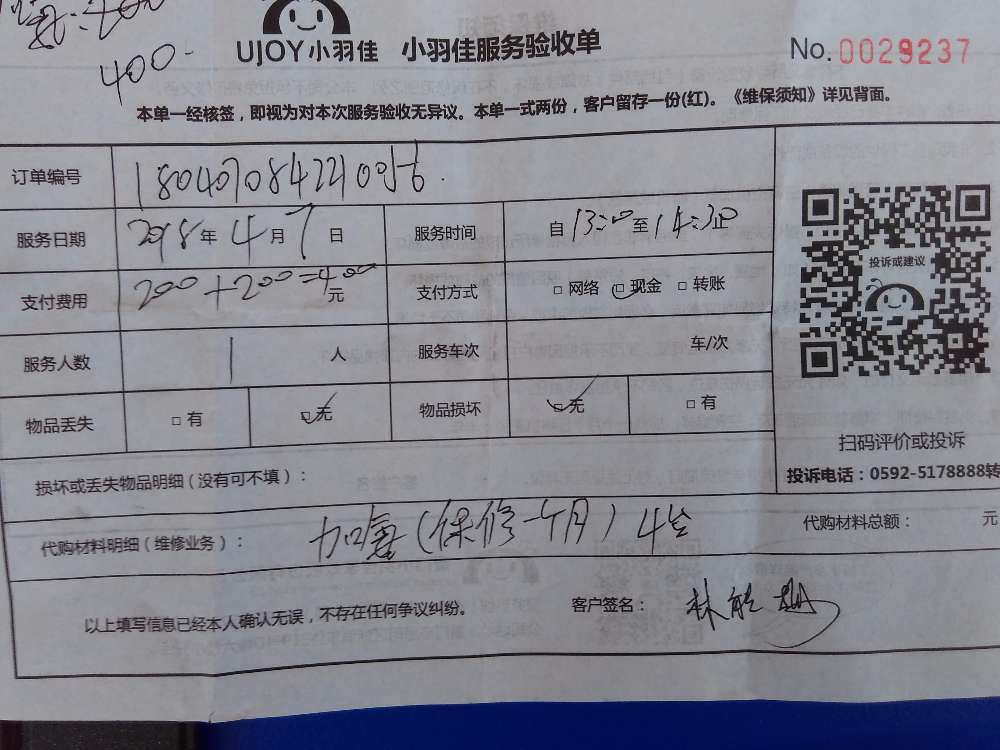 400-
UJOY小羽佳 小羽佳服务验收单
No. 0029237
本单一经核签，即视为对本次服务验收无异议。本单一式两份，客户留存一份(红)。《维保须知》详见背面。
订单编号
服务日期 2018年4月7日 服务时间 自13:00至14:30止
支付费用 200+200=400元 支付方式 □网络 □现金 □转账
服务人数 1人 服务车次 车/次
物品丢失 □有 □无 物品损坏 □无 □有
投诉或建议
扫码评价或投诉
投诉电话：0592-5178888转
损坏或丢失物品明细(没有可不填)：
代购材料明细(维修业务)： 加氟(保修一个月) 4台 代购材料总额： 元
以上填写信息已经本人确认无误，不存在任何争议纠纷。 客户签名： 林能